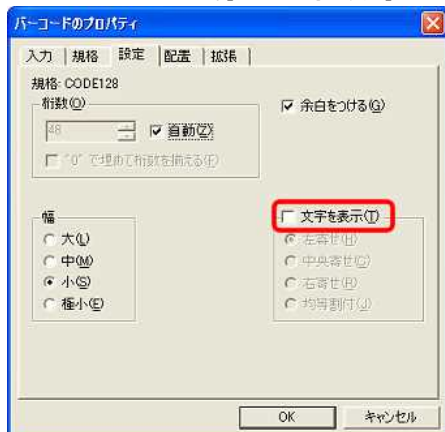 バーコードのプロパティ
入力 規格 設定 配置 拡張
規格: CODE128
桁数(O)
48
自動(Z)
"0" で埋めて桁数を揃える(F)
余白をつける(G)
幅
大(L)
中(M)
小(S)
極小(E)
文字を表示(T)
左寄せ(H)
中央寄せ(C)
右寄せ(R)
均等割付(J)
OK キャンセル